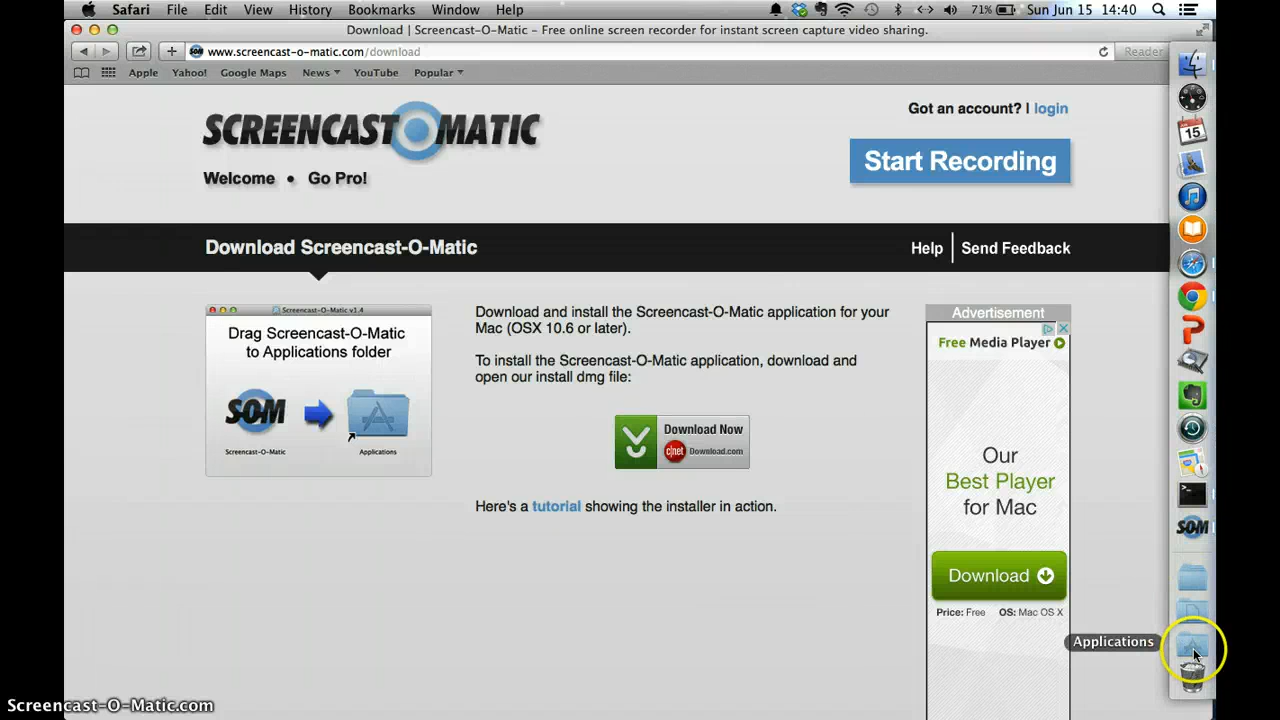 Safari File Edit View History Bookmarks Window Help 71% Sun Jun 15 14:40
Download | Screencast-O-Matic – Free online screen recorder for instant screen capture video sharing.
www.screencast-o-matic.com/download Reader
Apple Yahoo! Google Maps News YouTube Popular
SCREENCAST O MATIC
Got an account? | login
Start Recording
Welcome • Go Pro!
Download Screencast-O-Matic
Help Send Feedback
Screencast-O-Matic v1.4
Drag Screencast-O-Matic
to Applications folder
SOM
Screencast-O-Matic Applications
Download and install the Screencast-O-Matic application for your
Mac (OSX 10.6 or later).
To install the Screencast-O-Matic application, download and
open our install dmg file:
Download Now
c|net Download.com
Here's a tutorial showing the installer in action.
Advertisement
Free Media Player
Our
Best Player
for Mac
Download
Price: Free OS: Mac OS X
15
SOM
Applications
Screencast-O-Matic.com